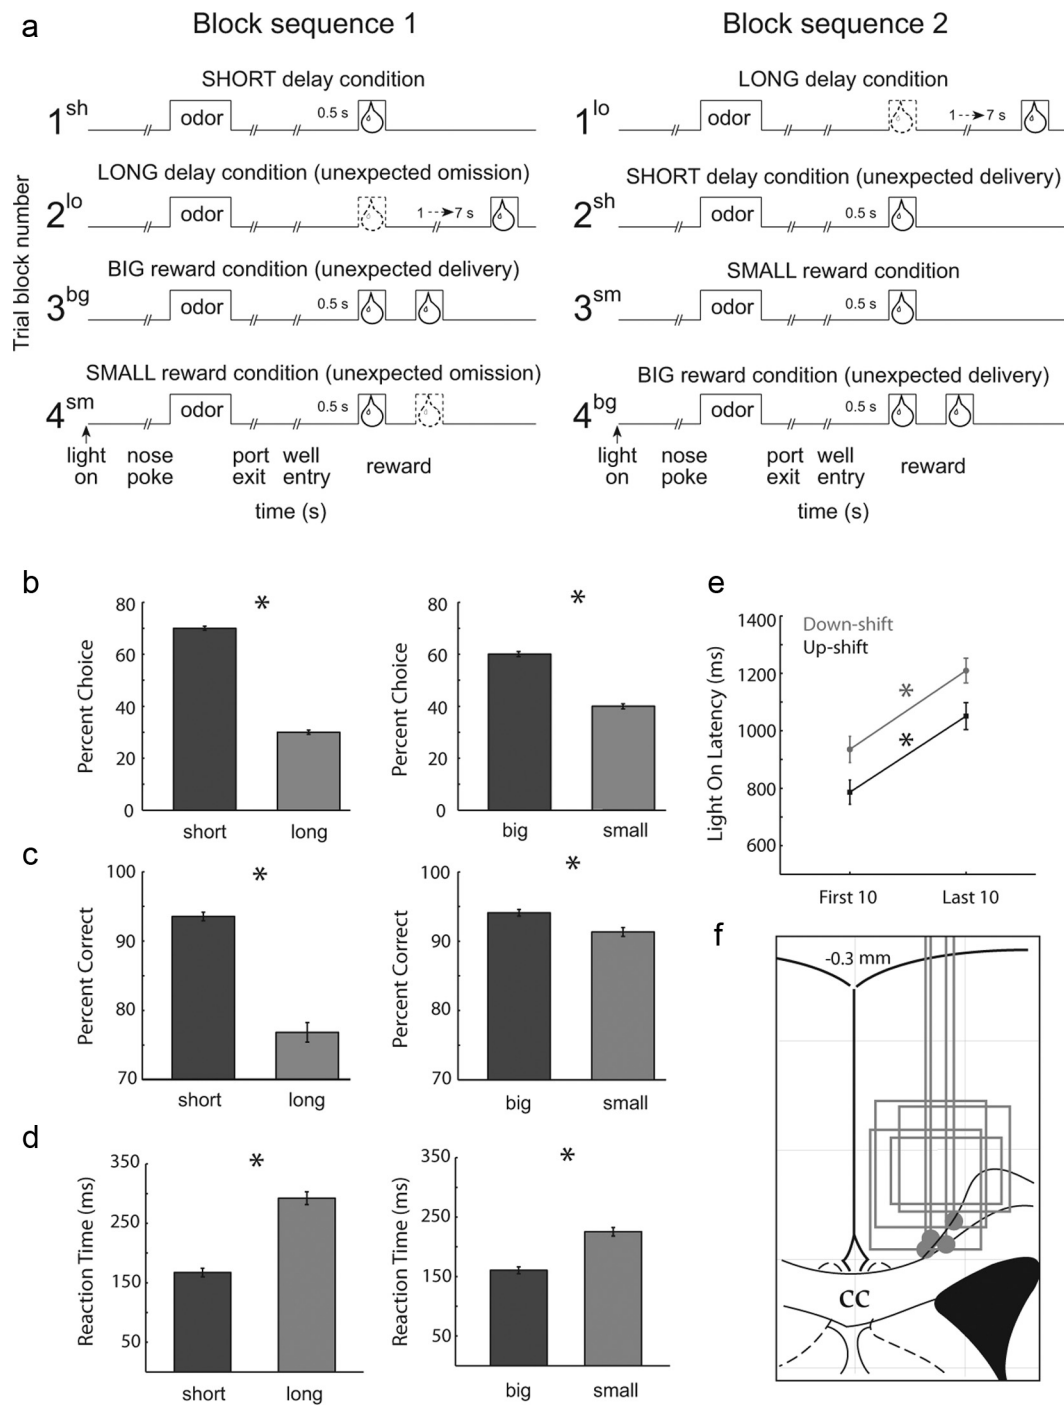 a
Block sequence 1
Block sequence 2
Trial block number
SHORT delay condition
1sh
odor
0.5 s
LONG delay condition (unexpected omission)
2lo
odor
1 --> 7 s
BIG reward condition (unexpected delivery)
3bg
odor
0.5 s
SMALL reward condition (unexpected omission)
4sm
odor
0.5 s
light on
nose poke
port exit
well entry
reward
time (s)
LONG delay condition
1lo
odor
1 --> 7 s
SHORT delay condition (unexpected delivery)
2sh
odor
0.5 s
SMALL reward condition
3sm
odor
0.5 s
BIG reward condition (unexpected delivery)
4bg
odor
0.5 s
light on
nose poke
port exit
well entry
reward
time (s)
b
Percent Choice
80
60
40
20
0
*
short long
Percent Choice
80
60
40
20
0
*
big small
c
Percent Correct
100
90
80
70
*
short long
Percent Correct
100
90
80
70
*
big small
d
Reaction Time (ms)
350
250
150
50
*
short long
Reaction Time (ms)
350
250
150
50
*
big small
e
Light On Latency (ms)
1400
1200
1000
800
600
Down-shift
Up-shift
*
*
First 10 Last 10
f
-0.3 mm
CC